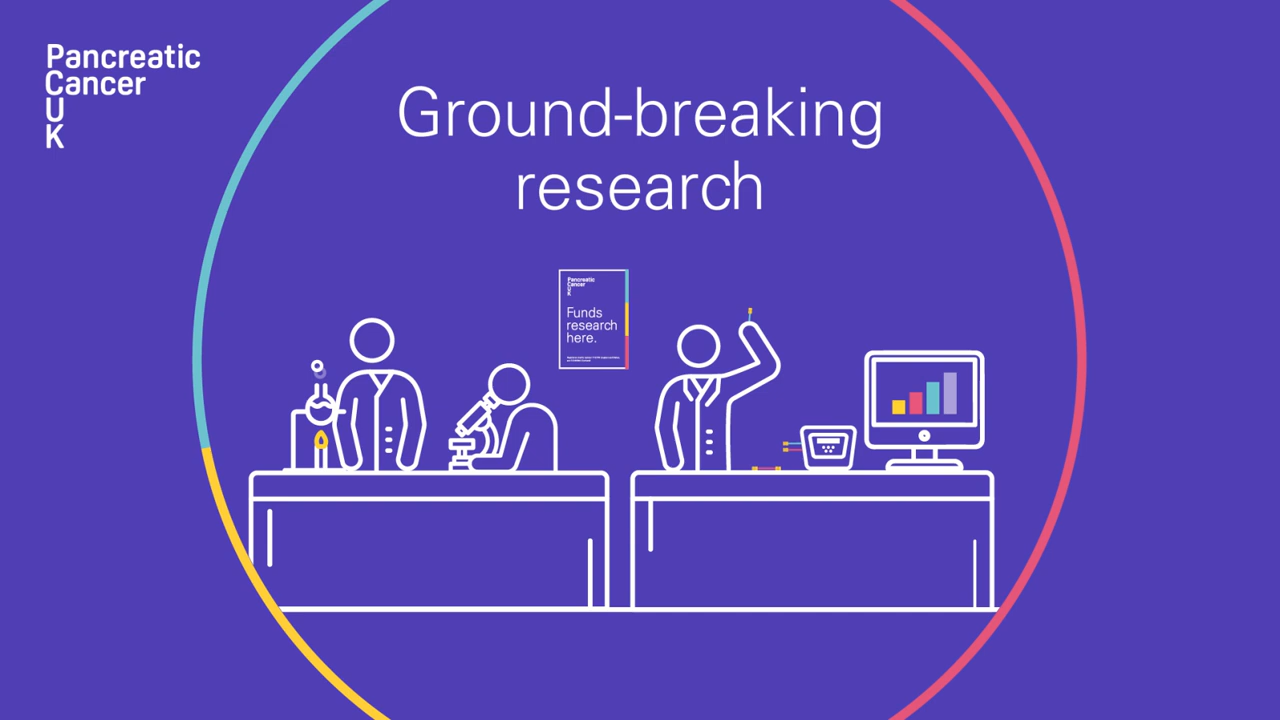 Pancreatic
Cancer
U
K
Ground-breaking
research
Pancreatic
Cancer
U
K
Funds
research
here.